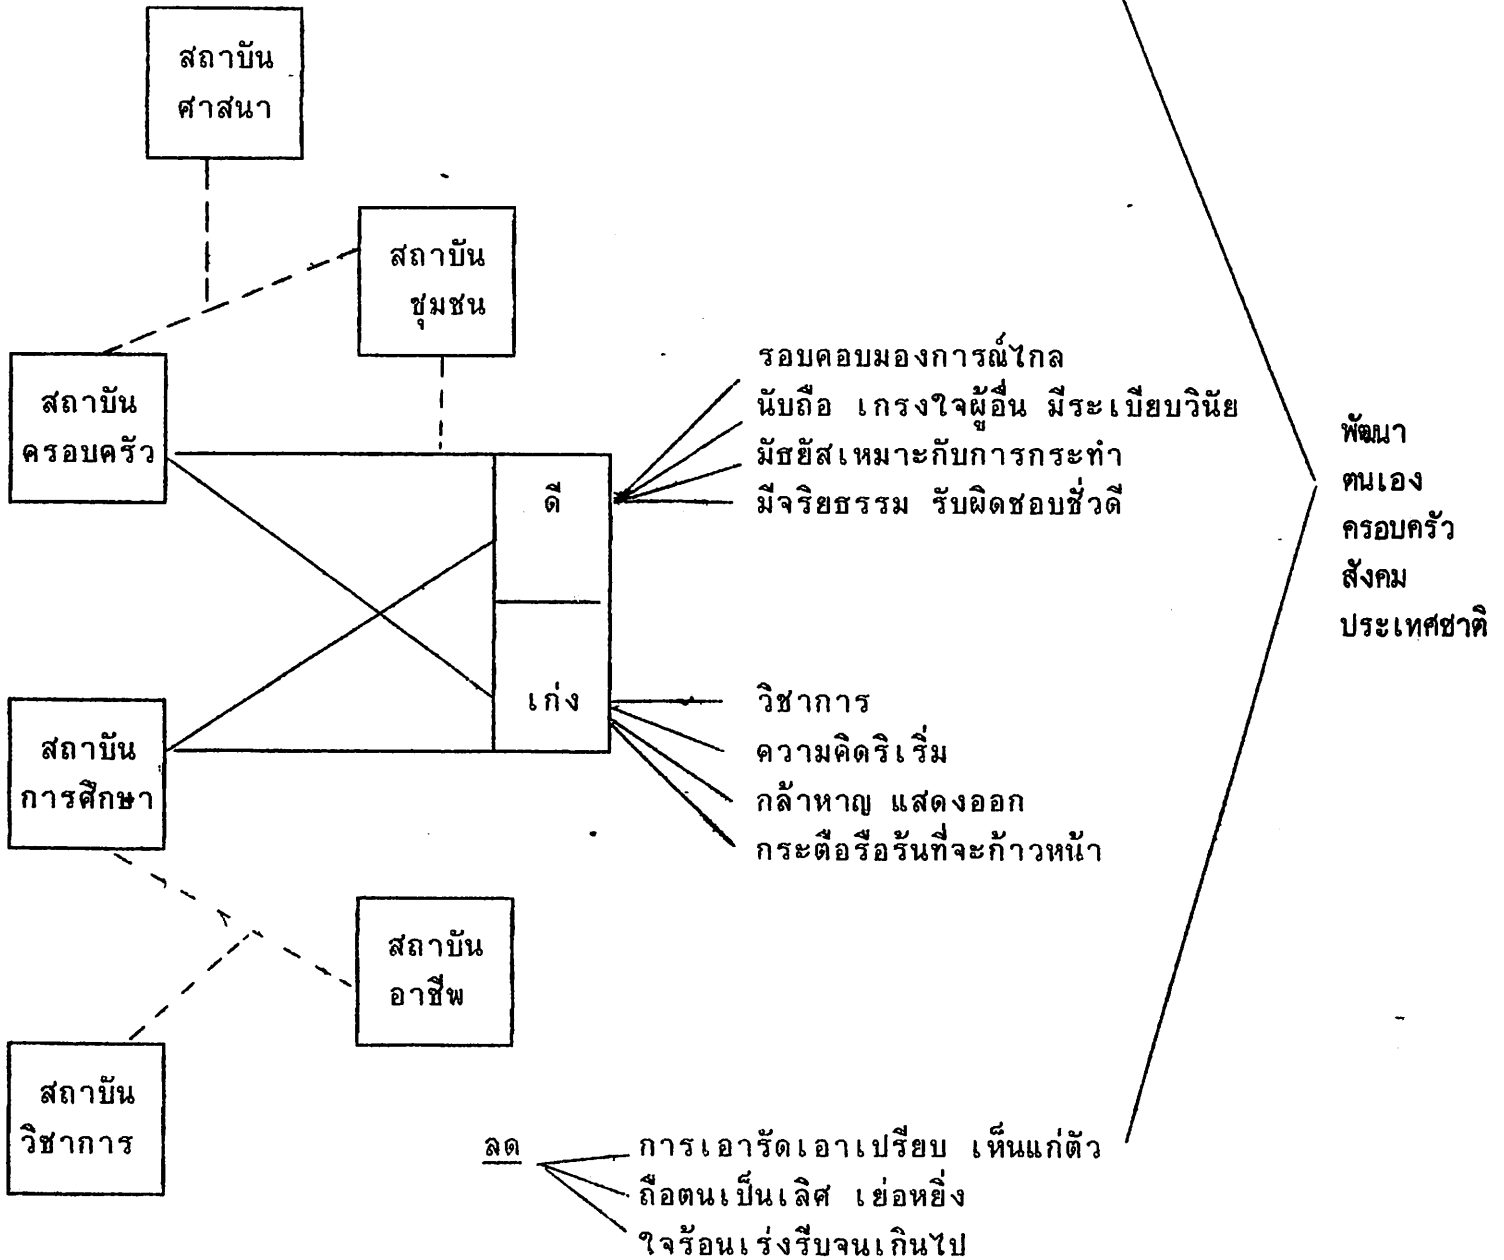 สถาบัน
ศาสนา
สถาบัน
ชุมชน
สถาบัน
ครอบครัว
รอบคอบมองการณ์ไกล
นับถือ เกรงใจผู้อื่น มีระเบียบวินัย
มัธยัสเหมาะกับการกระทำ
มีจริยธรรม รับผิดชอบชั่วดี
ดี
พัฒนา
ตนเอง
ครอบครัว
สังคม
ประเทศชาติ
เก่ง
วิชาการ
ความคิดริเริ่ม
กล้าหาญ แสดงออก
กระตือรือร้นที่จะก้าวหน้า
สถาบัน
การศึกษา
สถาบัน
อาชีพ
สถาบัน
วิชาการ
ลด
การเอารัดเอาเปรียบ เห็นแก่ตัว
ถือตนเป็นเลิศ เย่อหยิ่ง
ใจร้อนเร่งรีบจนเกินไป